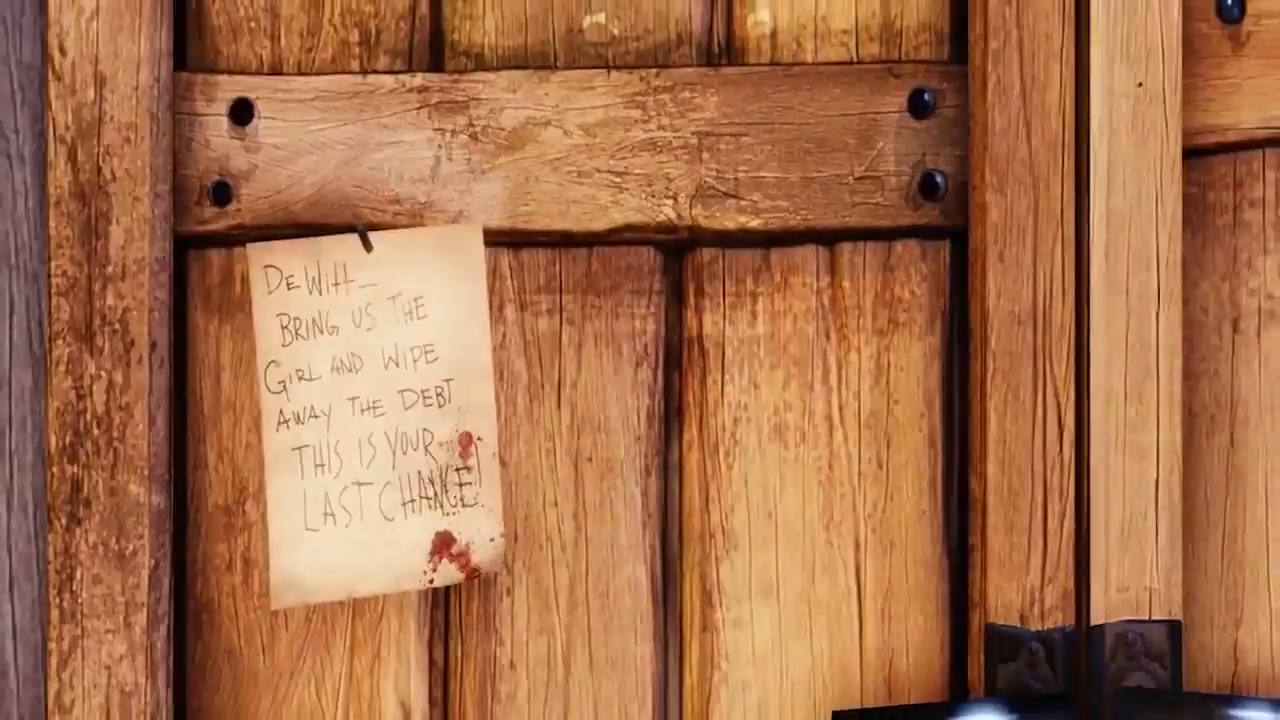 DeWitt—
BRING US THE
GIRL AND WIPE
AWAY THE DEBT
THIS IS YOUR
LAST CHANCE!